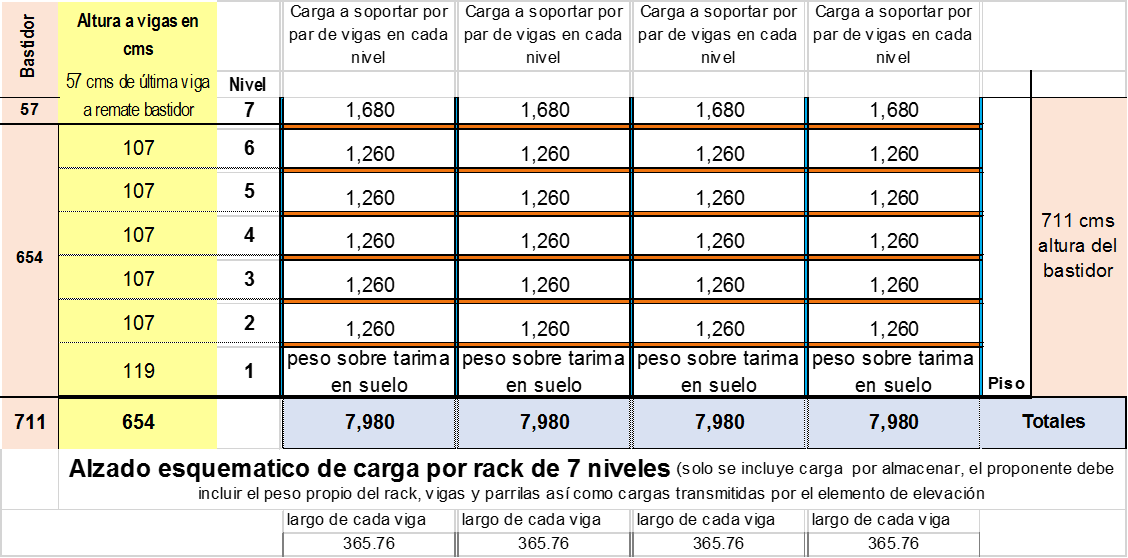 Bastidor
Altura a vigas en
cms
57 cms de última viga
a remate bastidor
Nivel
Carga a soportar por
par de vigas en cada
nivel
Carga a soportar por
par de vigas en cada
nivel
Carga a soportar por
par de vigas en cada
nivel
Carga a soportar por
par de vigas en cada
nivel
57 7 1,680 1,680 1,680 1,680
107 6 1,260 1,260 1,260 1,260
107 5 1,260 1,260 1,260 1,260
107 4 1,260 1,260 1,260 1,260
654
107 3 1,260 1,260 1,260 1,260
107 2 1,260 1,260 1,260 1,260
119 1
peso sobre tarima
en suelo
peso sobre tarima
en suelo
peso sobre tarima
en suelo
peso sobre tarima
en suelo
Piso
711 cms
altura del
bastidor
711 654 7,980 7,980 7,980 7,980 Totales
Alzado esquematico de carga por rack de 7 niveles (solo se incluye carga por almacenar, el proponente debe
incluir el peso propio del rack, vigas y parrilas así como cargas transmitidas por el elemento de elevación
largo de cada viga largo de cada viga largo de cada viga largo de cada viga
365.76 365.76 365.76 365.76